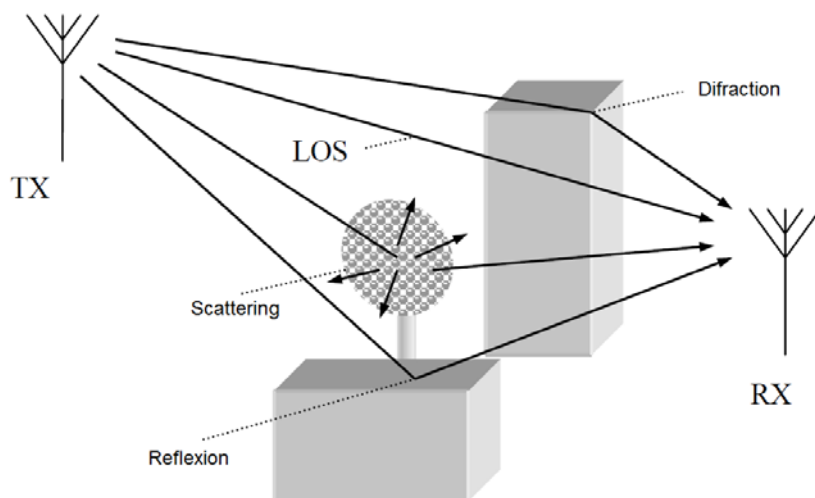 Difraction
LOS
TX
Scattering
RX
Reflexion